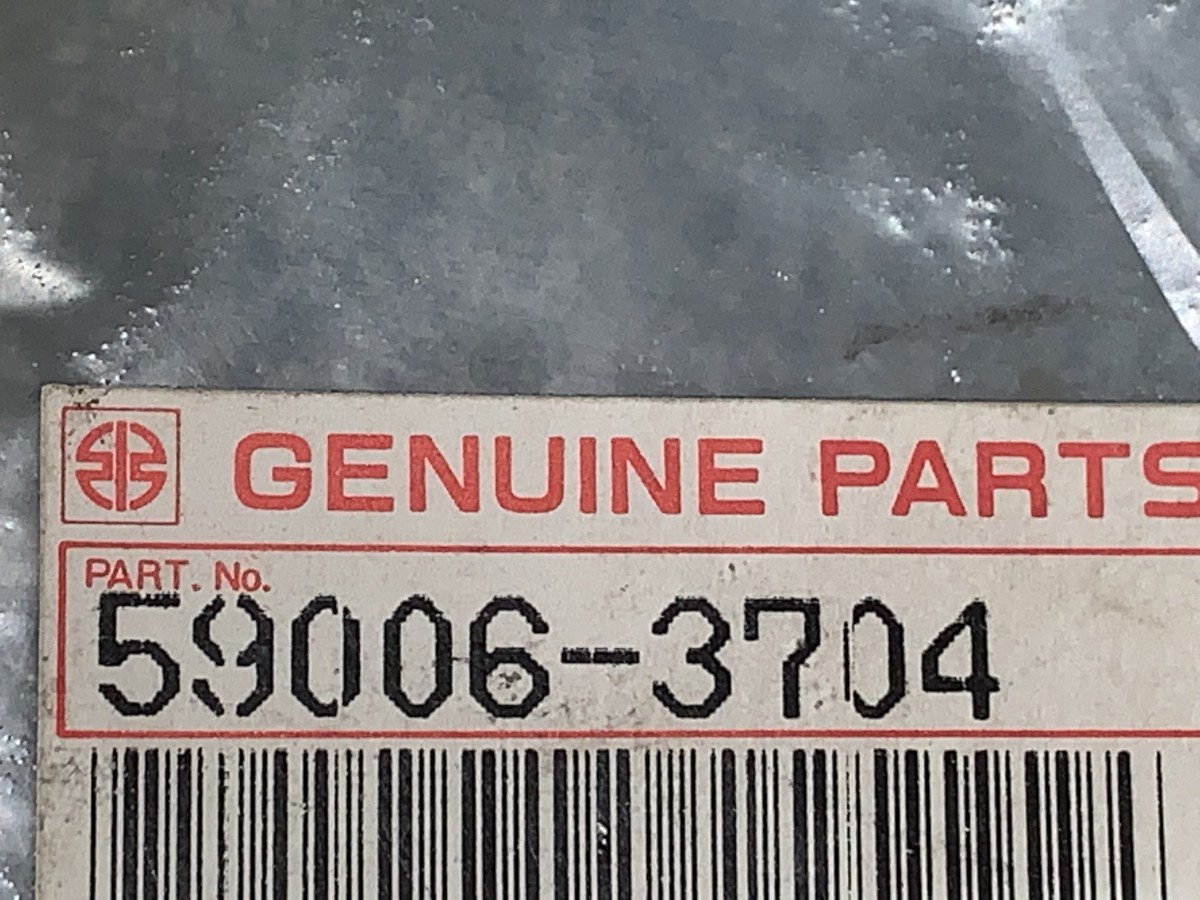 GENUINE PARTS
PART. No.
59006-3704